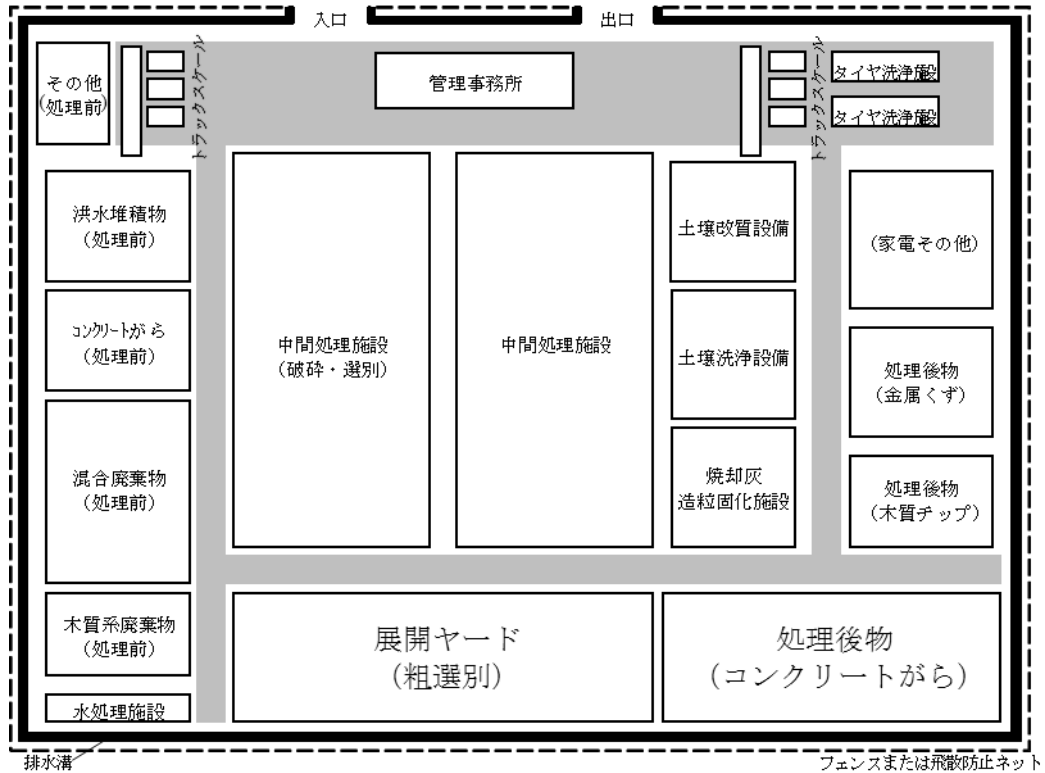 入口
出口
その他
(処理前)
トラックスケール
管理事務所
トラックスケール
タイヤ洗浄施設
タイヤ洗浄施設
洪水堆積物
(処理前)
コンクリートがら
(処理前)
混合廃棄物
(処理前)
木質系廃棄物
(処理前)
水処理施設
中間処理施設
(破砕・選別)
中間処理施設
土壌改質設備
土壌洗浄設備
焼却灰
造粒固化施設
(家電その他)
処理後物
(金属くず)
処理後物
(木質チップ)
展開ヤード
(粗選別)
処理後物
(コンクリートがら)
排水溝
フェンスまたは飛散防止ネット